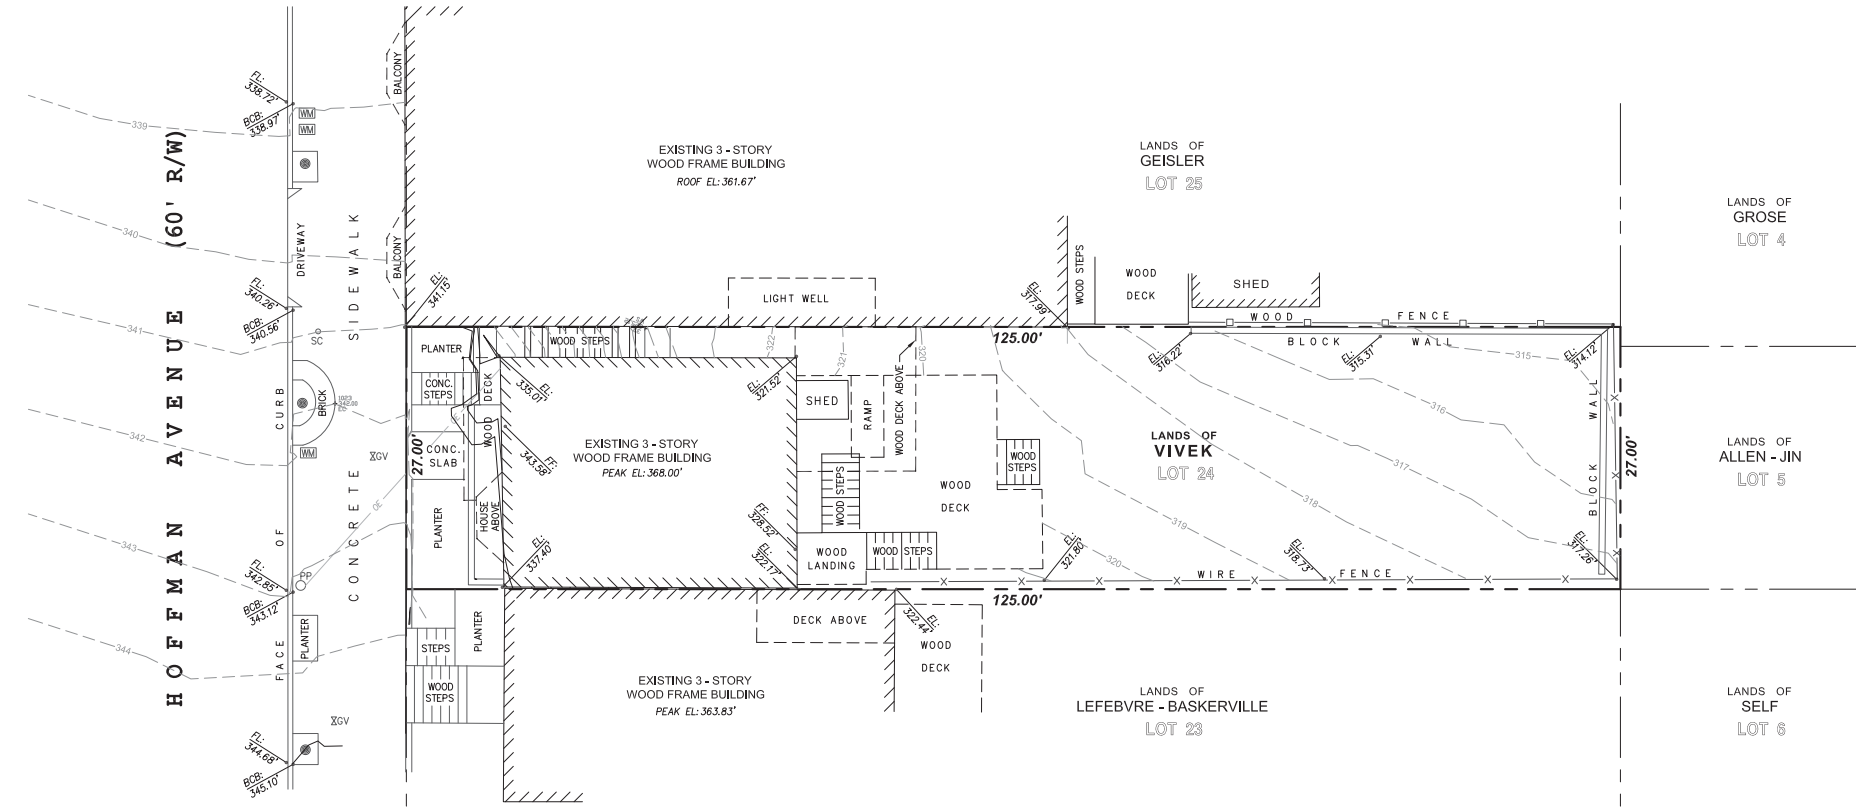 HOFFMAN AVENUE (60' R/W)
FL:
338.72'
BCB:
338.97'
FL:
340.26'
BCB:
340.56'
FL:
342.85'
BCB:
343.12'
FL:
344.68'
BCB:
345.10'
339
340
341
342
343
344
WM
WM
DRIVEWAY
SC
BRICK
WM
GV
PP
PLANTER
GV
FACE OF CURB
CONCRETE SIDEWALK
BALCONY
BALCONY
EL:
341.15'
EXISTING 3 - STORY
WOOD FRAME BUILDING
ROOF EL: 361.67'
LIGHT WELL
EL:
317.99'
WOOD STEPS
WOOD
DECK
SHED
LANDS OF
GEISLER
LOT 25
LANDS OF
GROSE
LOT 4
WOOD FENCE
BLOCK WALL
125.00'
EL:
316.22'
EL:
315.31'
EL:
314.12'
315
316
317
318
319
320
320
321
322
PLANTER
CONC.
STEPS
CONC.
SLAB
27.00'
PLANTER
WOOD DECK
HOUSE
ABOVE
WOOD STEPS
EL:
335.01'
EL:
321.52'
FF:
343.58'
EXISTING 3 - STORY
WOOD FRAME BUILDING
PEAK EL: 368.00'
FF:
328.52'
EL:
322.17'
EL:
337.40'
SHED
RAMP
WOOD DECK ABOVE
WOOD STEPS
WOOD
DECK
WOOD
STEPS
WOOD
LANDING
WOOD STEPS
LANDS OF
VIVEK
LOT 24
EL:
321.80'
EL:
318.73'
EL:
317.26'
WIRE FENCE
BLOCK WALL
27.00'
LANDS OF
ALLEN - JIN
LOT 5
125.00'
EL:
322.44'
DECK ABOVE
WOOD
DECK
STEPS
PLANTER
WOOD
STEPS
EXISTING 3 - STORY
WOOD FRAME BUILDING
PEAK EL: 363.83'
LANDS OF
LEFEBVRE - BASKERVILLE
LOT 23
LANDS OF
SELF
LOT 6